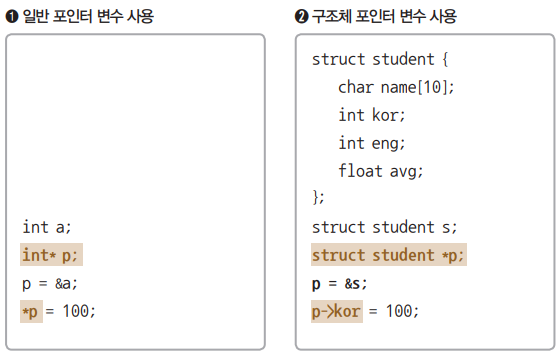 ❶ 일반 포인터 변수 사용
int a;
int* p;
p = &a;
*p = 100;
❷ 구조체 포인터 변수 사용
struct student {
char name[10];
int kor;
int eng;
float avg;
};
struct student s;
struct student *p;
p = &s;
p->kor = 100;